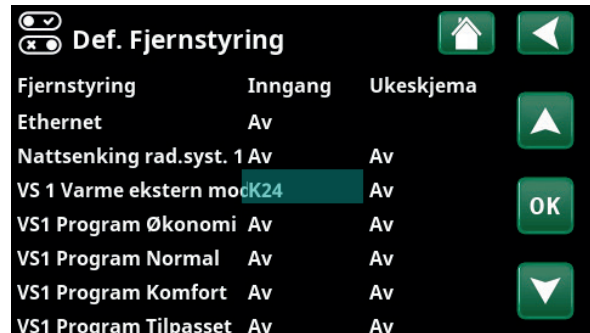 Def. Fjernstyring
Fjernstyring Inngang Ukeskjema
Ethernet Av
Nattsenking rad.syst. 1 Av Av
VS 1 Varme ekstern mod K24 Av
OK
VS1 Program Økonomi Av Av
VS1 Program Normal Av Av
VS1 Program Komfort Av Av
VS1 Program Tilpasset Av Av